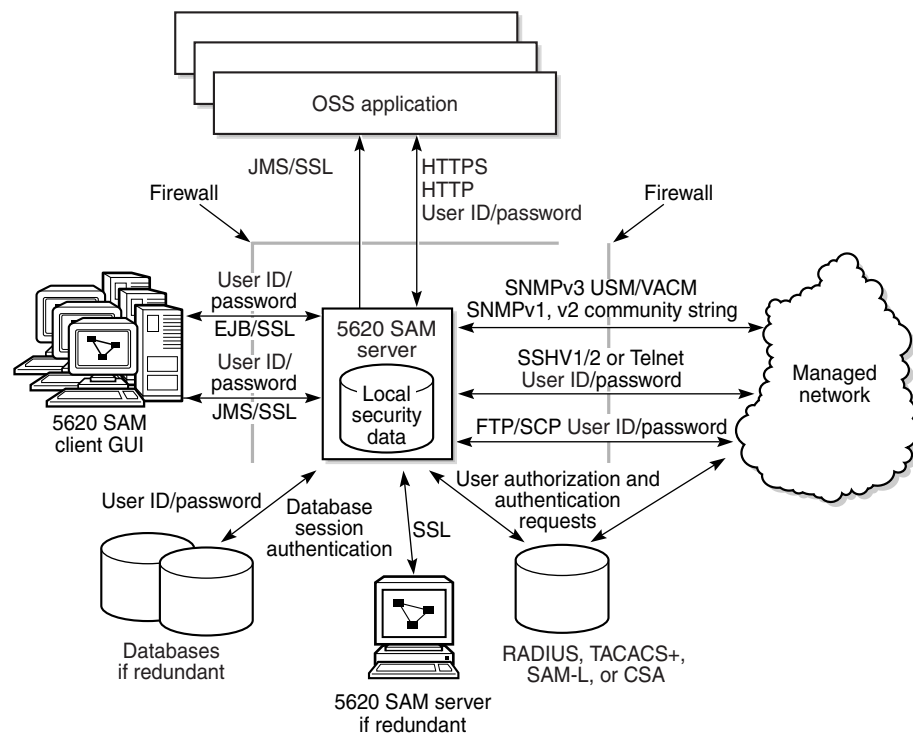 OSS application
JMS/SSL
HTTPS
HTTP
User ID/password
Firewall
Firewall
User ID/
password
EJB/SSL
User ID/
password
JMS/SSL
5620 SAM
client GUI
5620 SAM
server
Local
security
data
SNMPv3 USM/VACM
SNMPv1, v2 community string
SSHV1/2 or Telnet
User ID/password
FTP/SCP User ID/password
Managed
network
User ID/password
Database
session
authentication
SSL
User authorization and
authentication
requests
Databases
if redundant
5620 SAM server
if redundant
RADIUS, TACACS+,
SAM-L, or CSA